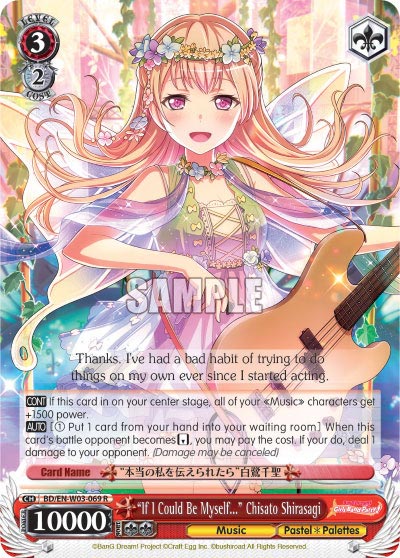 LEVEL
3
2
COST
SAMPLE
Thanks. I've had a bad habit of trying to do
things on my own ever since I started acting.
CONT If this card in on your center stage, all of your «Music» characters get
+1500 power.
AUTO [① Put 1 card from your hand into your waiting room] When this
card's battle opponent becomes, you may pay the cost. If you do, deal 1
damage to your opponent. (Damage may be canceled)
Card Name "本当の私を伝えられたら"白鷺千聖
CH BD/EN-W03-069 R
"If I Could Be Myself..." Chisato Shirasagi
10000
Music
Pastel*Palettes
©BanG Dream! Project ©Craft Egg Inc. ©bushiroad All Rights Reserved.